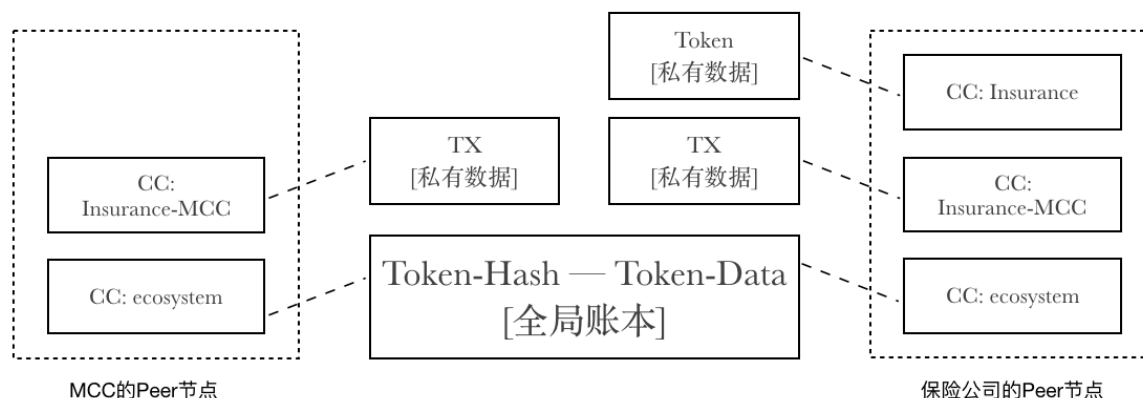 Token
[私有数据]
CC: Insurance
TX
[私有数据]
TX
[私有数据]
CC:
Insurance-MCC
CC:
Insurance-MCC
Token-Hash — Token-Data
[全局账本]
CC: ecosystem
CC: ecosystem
MCC的Peer节点
保险公司的Peer节点